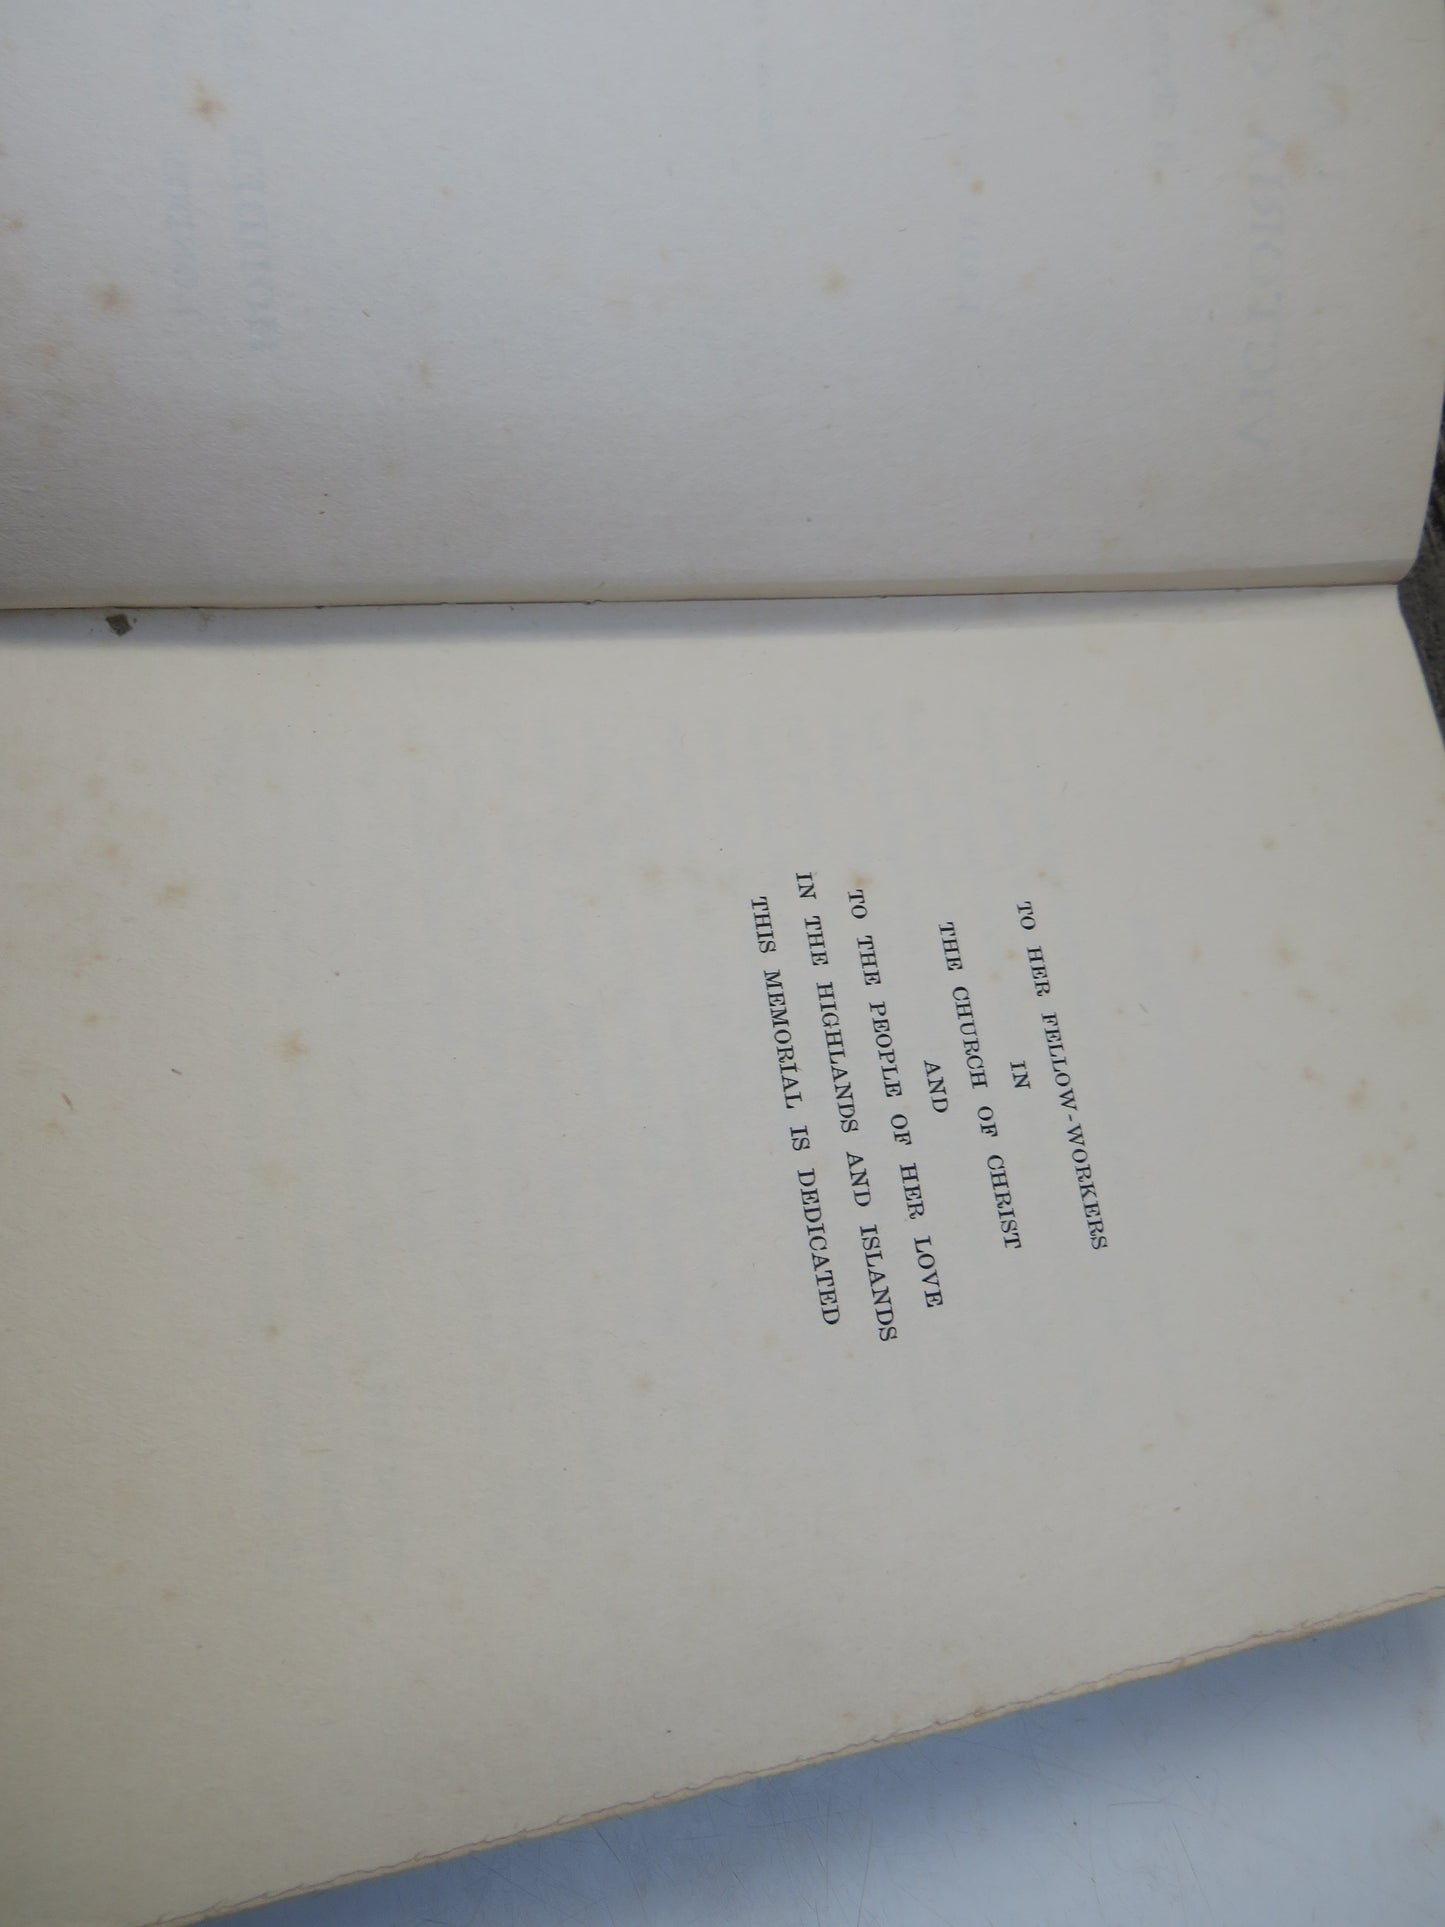 TO HER FELLOW-WORKERS
IN
THE CHURCH OF CHRIST
AND
TO THE PEOPLE OF HER LOVE
IN THE HIGHLANDS AND ISLANDS
THIS MEMORIAL IS DEDICATED